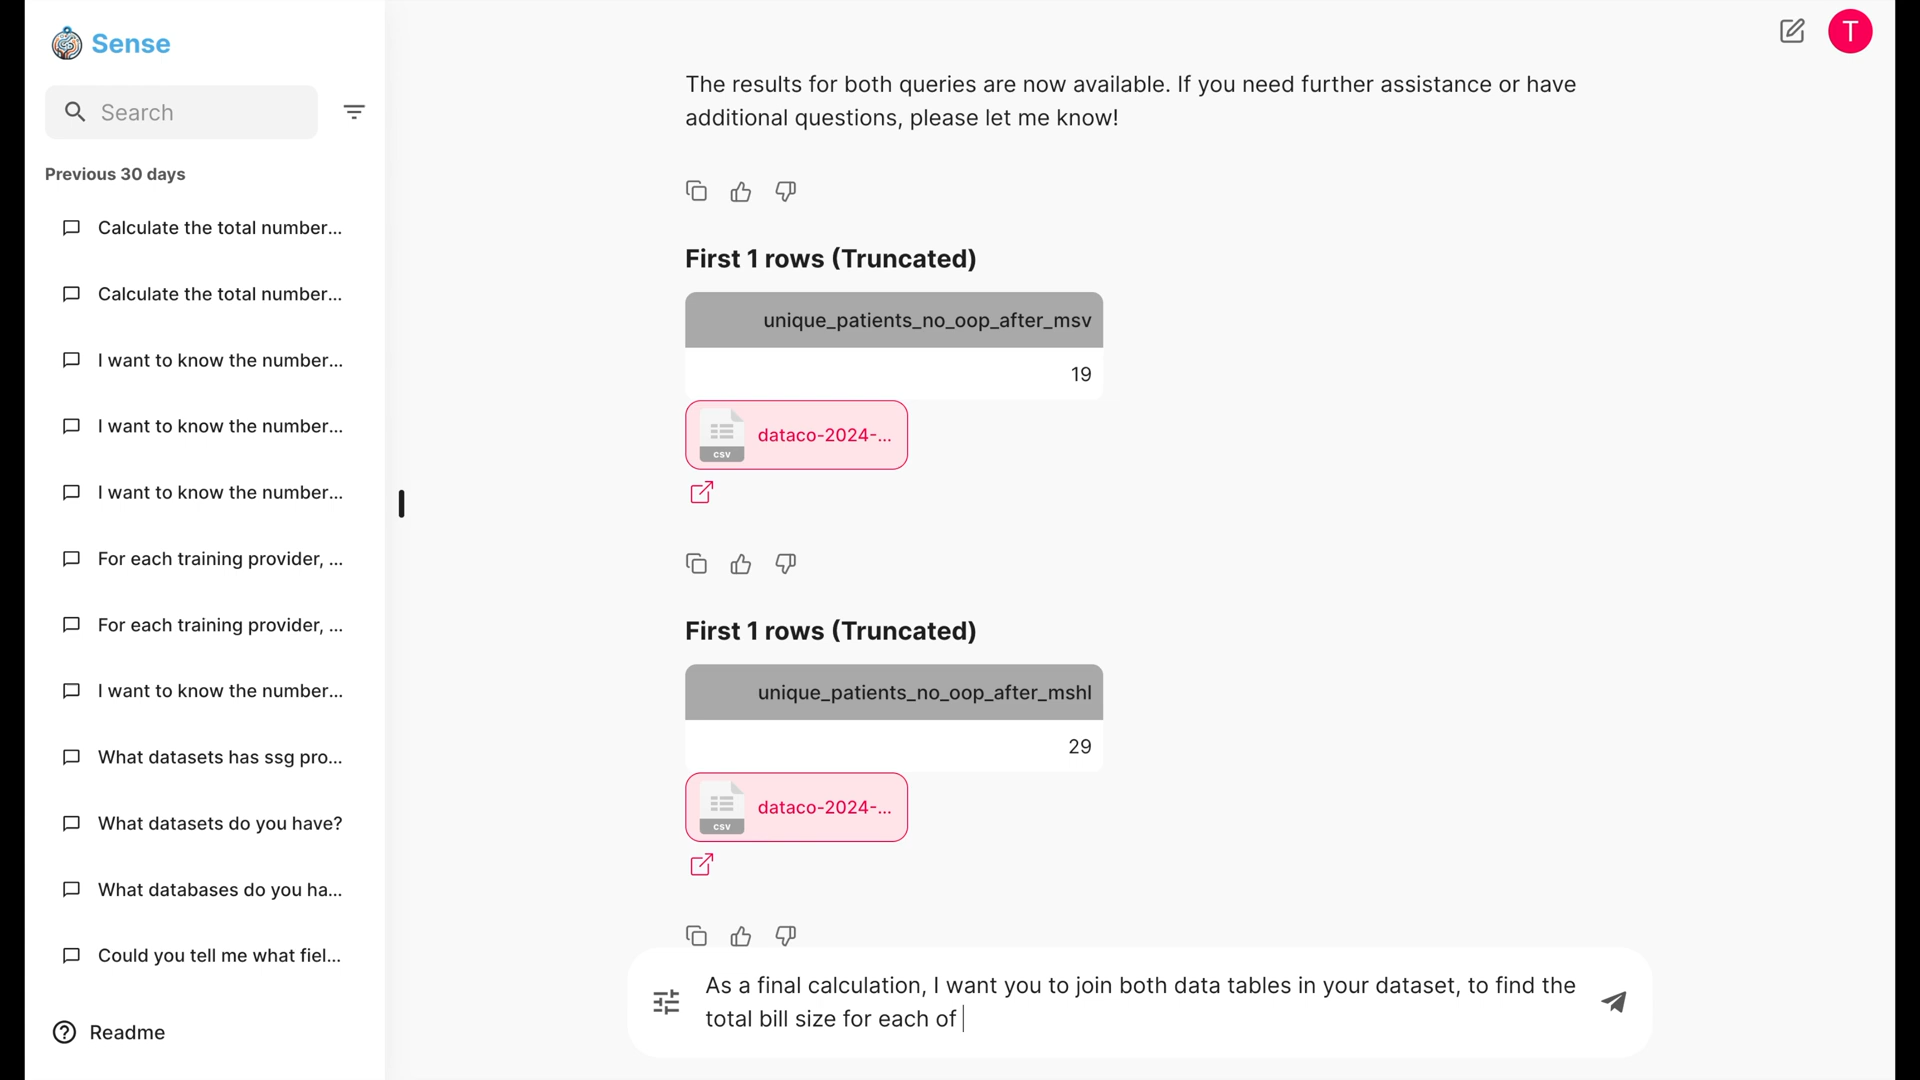 Sense
Search
Previous 30 days
Calculate the total number...
Calculate the total number...
I want to know the number...
I want to know the number...
I want to know the number...
For each training provider, ...
For each training provider, ...
I want to know the number...
What datasets has ssg pro...
What datasets do you have?
What databases do you ha...
Could you tell me what fiel...
Readme
T
The results for both queries are now available. If you need further assistance or have
additional questions, please let me know!
First 1 rows (Truncated)
unique_patients_no_oop_after_msv
19
csv
dataco-2024-...
First 1 rows (Truncated)
unique_patients_no_oop_after_mshl
29
csv
dataco-2024-...
As a final calculation, I want you to join both data tables in your dataset, to find the
total bill size for each of